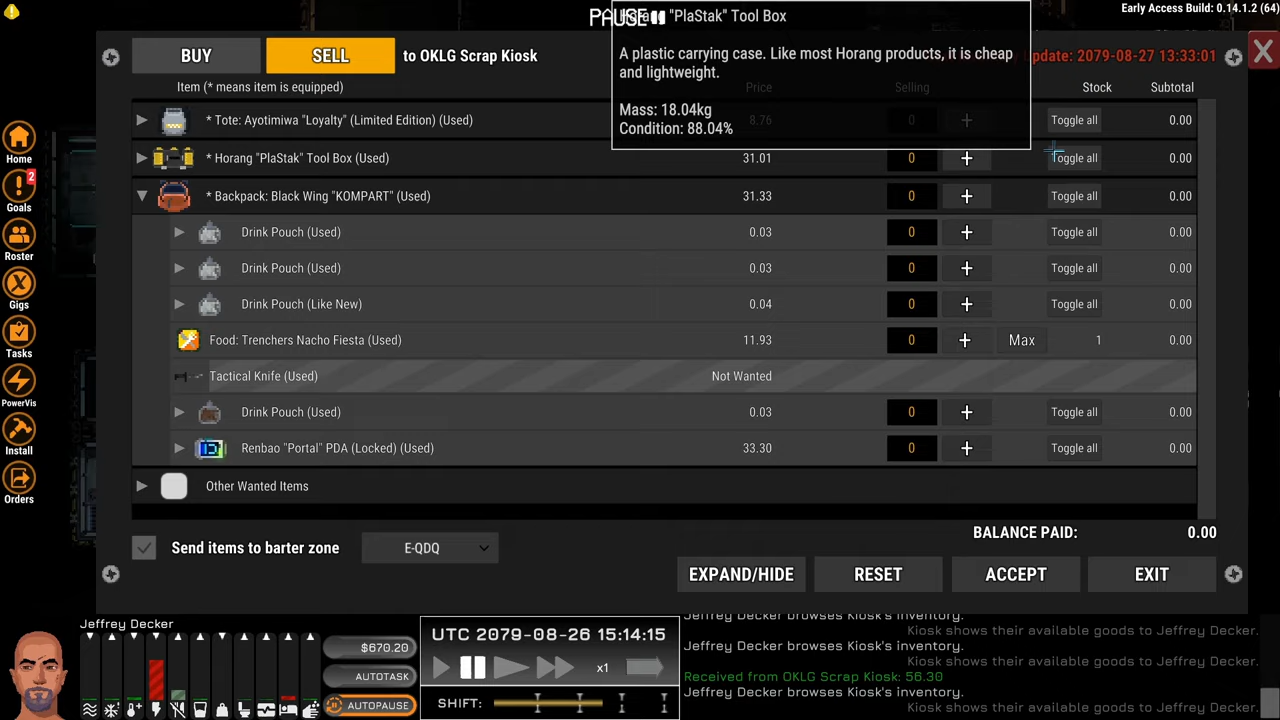 PAUSE
Early Access Build: 0.14.1.2 (64)
"PlaStak" Tool Box
A plastic carrying case. Like most Horang products, it is cheap
and lightweight.
Mass: 18.04kg
Condition: 88.04%
BUY SELL to OKLG Scrap Kiosk
Update: 2079-08-27 13:33:01
Item (* means item is equipped) Price Selling Stock Subtotal
* Tote: Ayotimiwa "Loyalty" (Limited Edition) (Used) 8.76 0 + Toggle all 0.00
* Horang "PlaStak" Tool Box (Used) 31.01 0 + Toggle all 0.00
* Backpack: Black Wing "KOMPART" (Used) 31.33 0 + Toggle all 0.00
Drink Pouch (Used) 0.03 0 + Toggle all 0.00
Drink Pouch (Used) 0.03 0 + Toggle all 0.00
Drink Pouch (Like New) 0.04 0 + Toggle all 0.00
Food: Trenchers Nacho Fiesta (Used) 11.93 0 + Max 1 0.00
Tactical Knife (Used) Not Wanted
Drink Pouch (Used) 0.03 0 + Toggle all 0.00
Renbao "Portal" PDA (Locked) (Used) 33.30 0 + Toggle all 0.00
Other Wanted Items
BALANCE PAID: 0.00
Send items to barter zone E-QDQ
EXPAND/HIDE RESET ACCEPT EXIT
Home
2
Goals
Roster
Gigs
Tasks
PowerVis
Install
Orders
Jeffrey Decker
$670.20
AUTOTASK
AUTOPAUSE
UTC 2079-08-26 15:14:15
x1
SHIFT:
Jeffrey Decker browses Kiosk's inventory.
Kiosk shows their available goods to Jeffrey Decker.
Jeffrey Decker browses Kiosk's inventory.
Kiosk shows their available goods to Jeffrey Decker.
Received from OKLG Scrap Kiosk: 56.30
Jeffrey Decker browses Kiosk's inventory.
Kiosk shows their available goods to Jeffrey Decker.